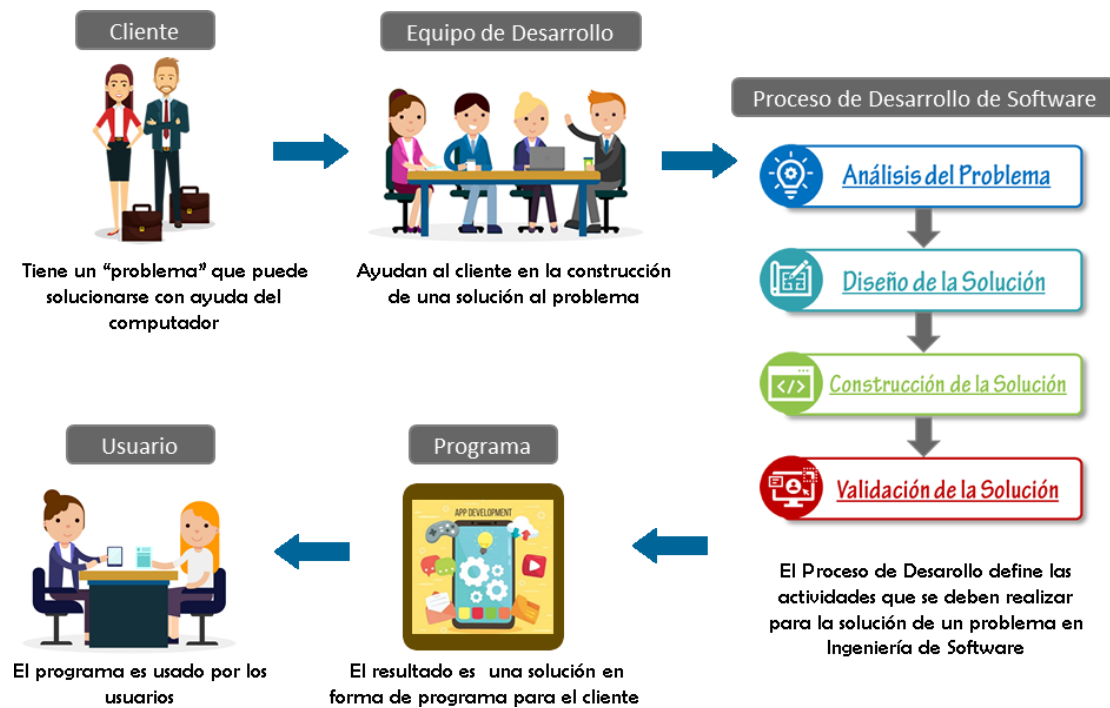 Cliente
Tiene un “problema” que puede
solucionarse con ayuda del
computador
Equipo de Desarrollo
Ayudan al cliente en la construcción
de una solución al problema
Proceso de Desarrollo de Software
Análisis del Problema
Diseño de la Solución
</>
Construcción de la Solución
Validación de la Solución
El Proceso de Desarollo define las
actividades que se deben realizar
para la solución de un problema en
Ingeniería de Software
Programa
APP DEVELOPMENT
El resultado es una solución en
forma de programa para el cliente
Usuario
El programa es usado por los
usuarios